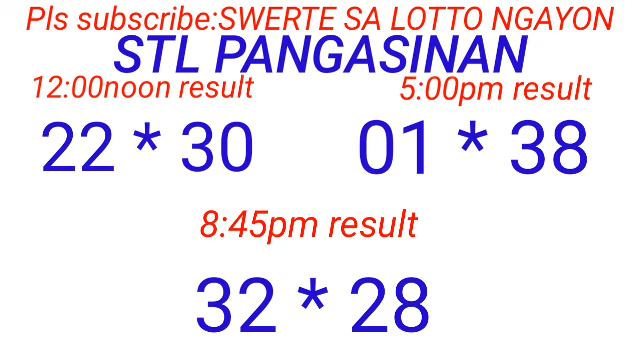 Pls subscribe:SWERTE SA LOTTO NGAYON
STL PANGASINAN
12:00noon result
5:00pm result
22 * 30
01 * 38
8:45pm result
32 * 28